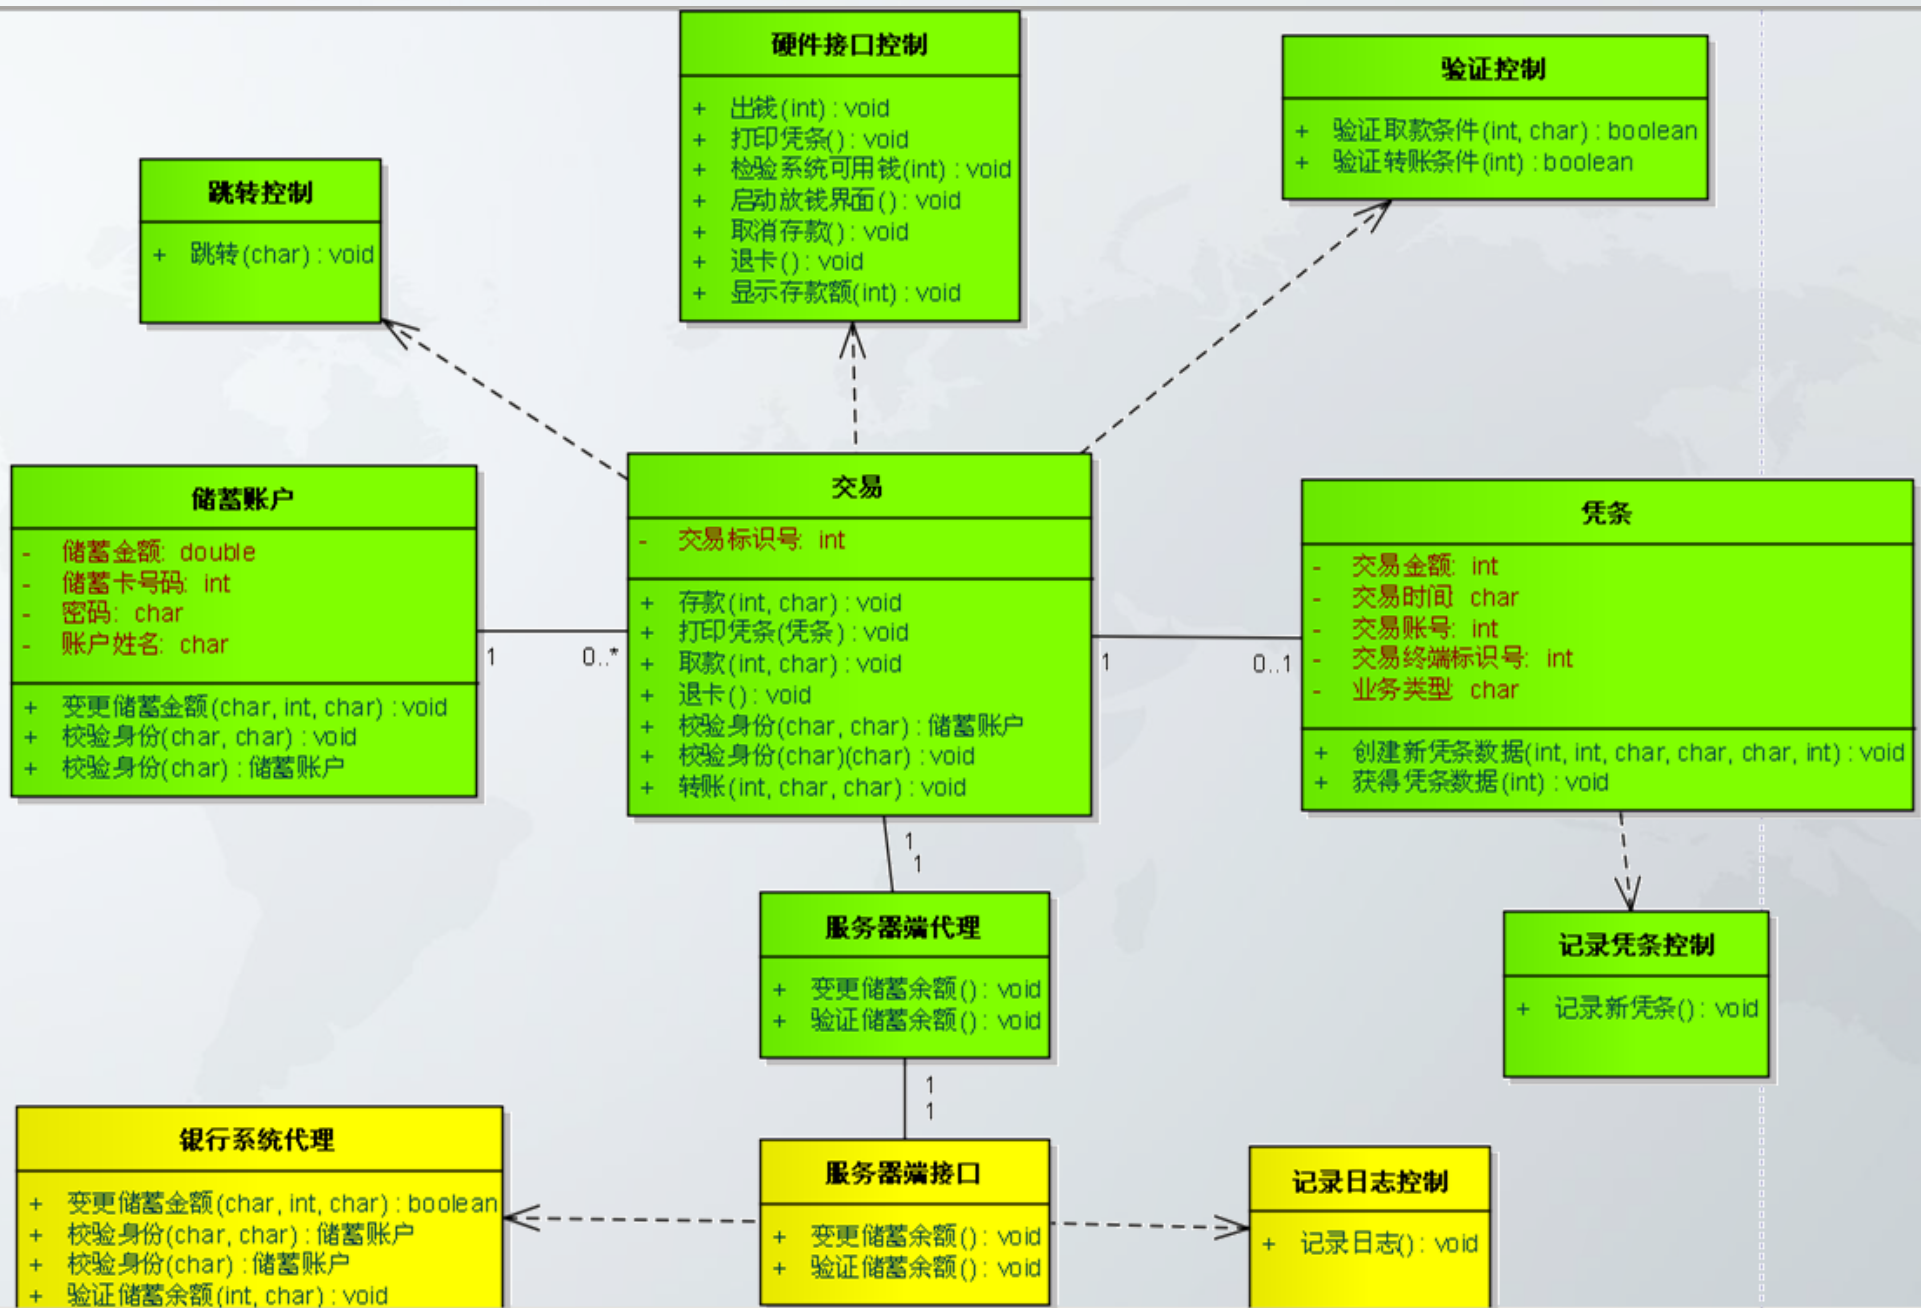 硬件接口控制
+ 出钱(int) : void
+ 打印凭条() : void
+ 检验系统可用钱(int) : void
+ 启动放钱界面() : void
+ 取消存款() : void
+ 退卡() : void
+ 显示存款额(int) : void
验证控制
+ 验证取款条件(int, char) : boolean
+ 验证转账条件(int) : boolean
跳转控制
+ 跳转(char) : void
储蓄账户
- 储蓄金额: double
- 储蓄卡号码: int
- 密码: char
- 账户姓名: char
+ 变更储蓄金额(char, int, char) : void
+ 校验身份(char, char) : void
+ 校验身份(char) : 储蓄账户
1
0..*
交易
- 交易标识号: int
+ 存款(int, char) : void
+ 打印凭条(凭条) : void
+ 取款(int, char) : void
+ 退卡() : void
+ 校验身份(char, char) : 储蓄账户
+ 校验身份(char)(char) : void
+ 转账(int, char, char) : void
1
0..1
凭条
- 交易金额: int
- 交易时间: char
- 交易账号: int
- 交易终端标识号: int
- 业务类型: char
+ 创建新凭条数据(int, int, char, char, char, int) : void
+ 获得凭条数据(int) : void
1
1
服务器端代理
+ 变更储蓄余额() : void
+ 验证储蓄余额() : void
记录凭条控制
+ 记录新凭条() : void
1
1
银行系统代理
+ 变更储蓄金额(char, int, char) : boolean
+ 校验身份(char, char) : 储蓄账户
+ 校验身份(char) : 储蓄账户
+ 验证储蓄余额(int, char) : void
服务器端接口
+ 变更储蓄余额() : void
+ 验证储蓄余额() : void
记录日志控制
+ 记录日志() : void